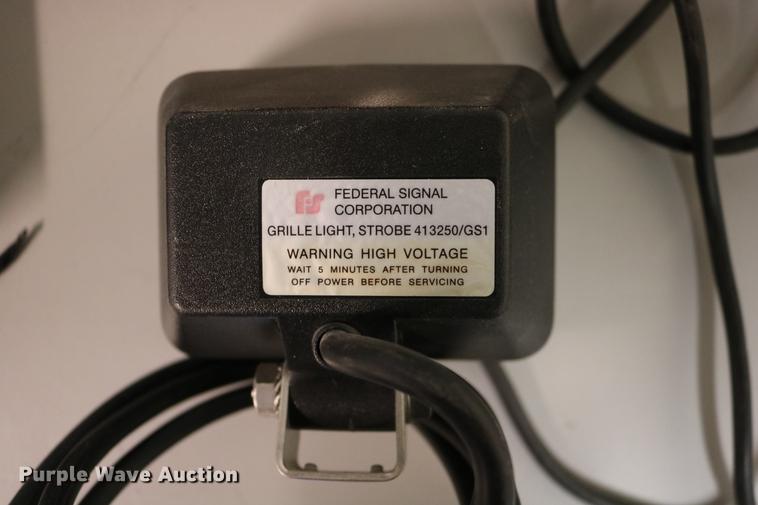 FS FEDERAL SIGNAL
CORPORATION
GRILLE LIGHT, STROBE 413250/GS1
WARNING HIGH VOLTAGE
WAIT 5 MINUTES AFTER TURNING
OFF POWER BEFORE SERVICING
Purple Wave Auction